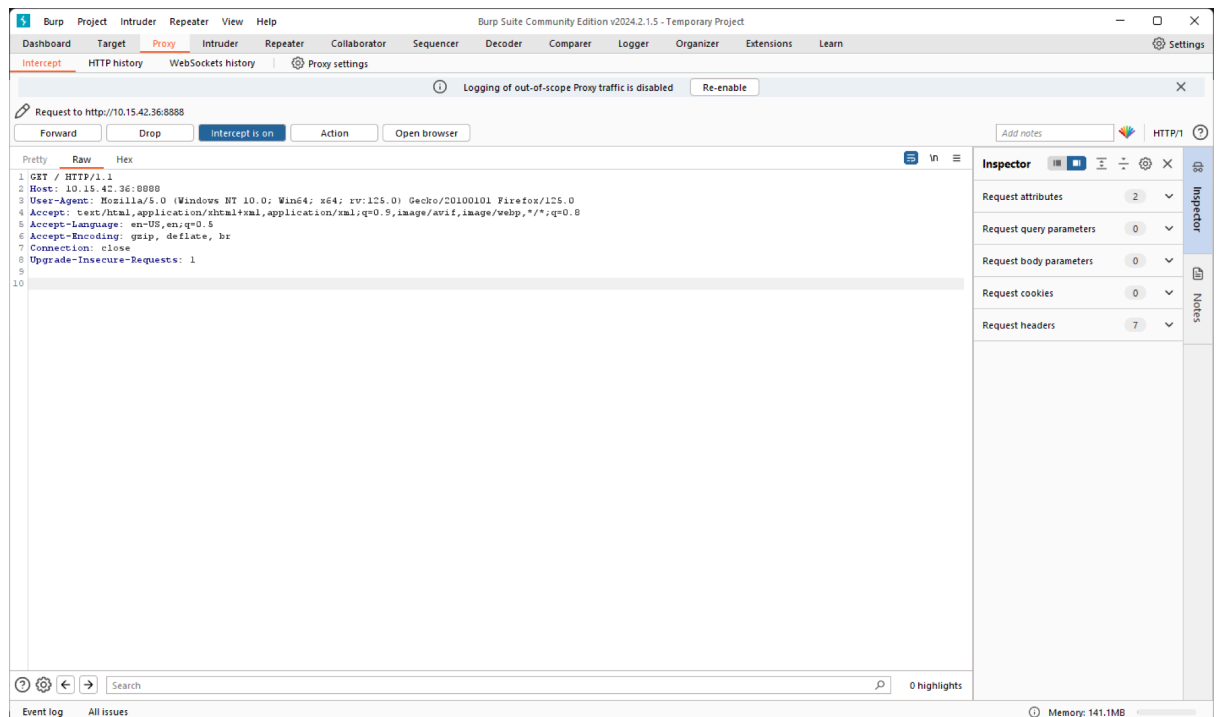 Burp Project Intruder Repeater View Help Burp Suite Community Edition v2024.2.1.5 - Temporary Project
Dashboard Target Proxy Intruder Repeater Collaborator Sequencer Decoder Comparer Logger Organizer Extensions Learn Settings
Intercept HTTP history WebSockets history Proxy settings
Logging of out-of-scope Proxy traffic is disabled Re-enable
Request to http://10.15.42.36:8888
Forward Drop Intercept is on Action Open browser Add notes HTTP/1
Pretty Raw Hex \n
Inspector
1 GET / HTTP/1.1
2 Host: 10.15.42.36:8888
3 User-Agent: Mozilla/5.0 (Windows NT 10.0; Win64; x64; rv:125.0) Gecko/20100101 Firefox/125.0
4 Accept: text/html,application/xhtml+xml,application/xml;q=0.9,image/avif,image/webp,*/*;q=0.8
5 Accept-Language: en-US,en;q=0.5
6 Accept-Encoding: gzip, deflate, br
7 Connection: close
8 Upgrade-Insecure-Requests: 1
9
10
Request attributes 2
Request query parameters 0
Request body parameters 0
Request cookies 0
Request headers 7
Inspector
Notes
Search 0 highlights
Event log All issues Memory: 141.1MB